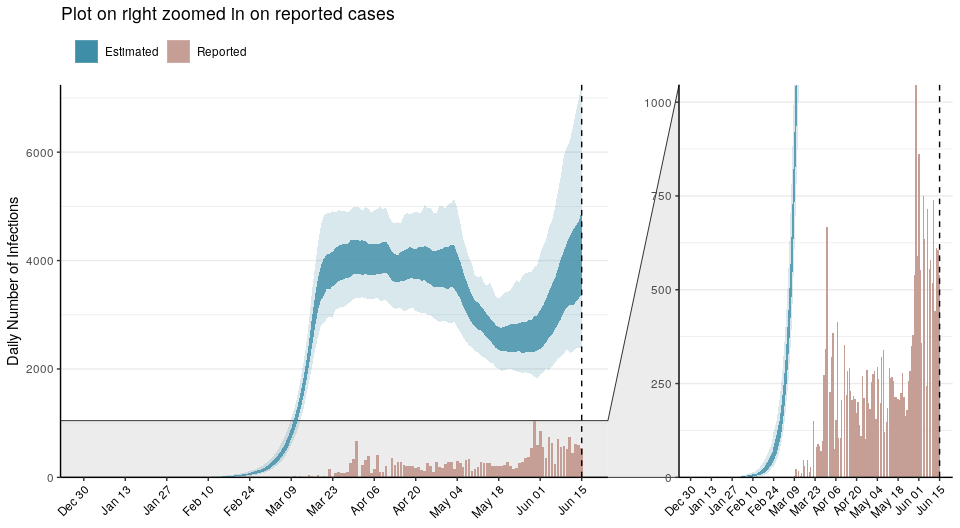 Plot on right zoomed in on reported cases
Estimated Reported
Daily Number of Infections
6000
4000
2000
0
Dec 30 Jan 13 Jan 27 Feb 10 Feb 24 Mar 09 Mar 23 Apr 06 Apr 20 May 04 May 18 Jun 01 Jun 15
1000
750
500
250
0
Dec 30 Jan 13 Jan 27 Feb 10 Feb 24 Mar 09 Mar 23 Apr 06 Apr 20 May 04 May 18 Jun 01 Jun 15